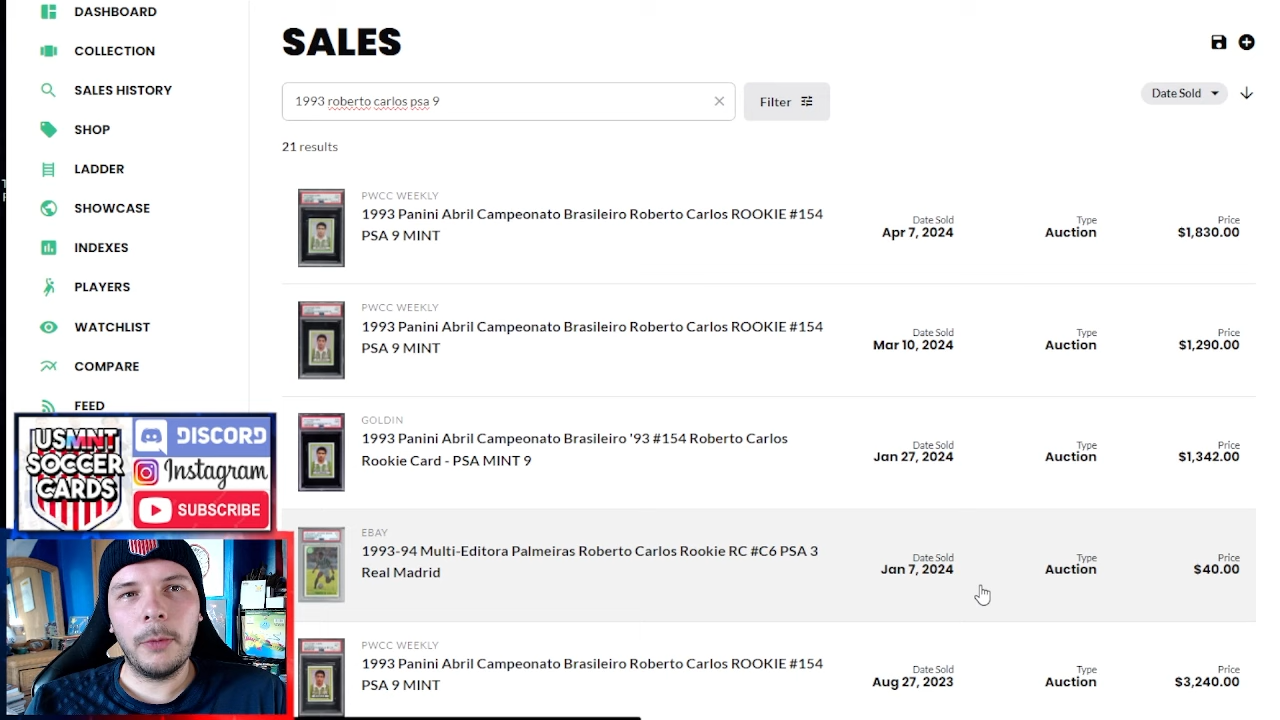 DASHBOARD
COLLECTION
SALES HISTORY
SHOP
LADDER
SHOWCASE
INDEXES
PLAYERS
WATCHLIST
COMPARE
FEED
USMNT
SOCCER
CARDS
DISCORD
Instagram
SUBSCRIBE
SALES
1993 roberto carlos psa 9
Filter
Date Sold
21 results
PWCC WEEKLY
1993 Panini Abril Campeonato Brasileiro Roberto Carlos ROOKIE #154
PSA 9 MINT
Date Sold
Apr 7, 2024
Type
Auction
Price
$1,830.00
PWCC WEEKLY
1993 Panini Abril Campeonato Brasileiro Roberto Carlos ROOKIE #154
PSA 9 MINT
Date Sold
Mar 10, 2024
Type
Auction
Price
$1,290.00
GOLDIN
1993 Panini Abril Campeonato Brasileiro '93 #154 Roberto Carlos
Rookie Card - PSA MINT 9
Date Sold
Jan 27, 2024
Type
Auction
Price
$1,342.00
EBAY
1993-94 Multi-Editora Palmeiras Roberto Carlos Rookie RC #C6 PSA 3
Real Madrid
Date Sold
Jan 7, 2024
Type
Auction
Price
$40.00
PWCC WEEKLY
1993 Panini Abril Campeonato Brasileiro Roberto Carlos ROOKIE #154
PSA 9 MINT
Date Sold
Aug 27, 2023
Type
Auction
Price
$3,240.00